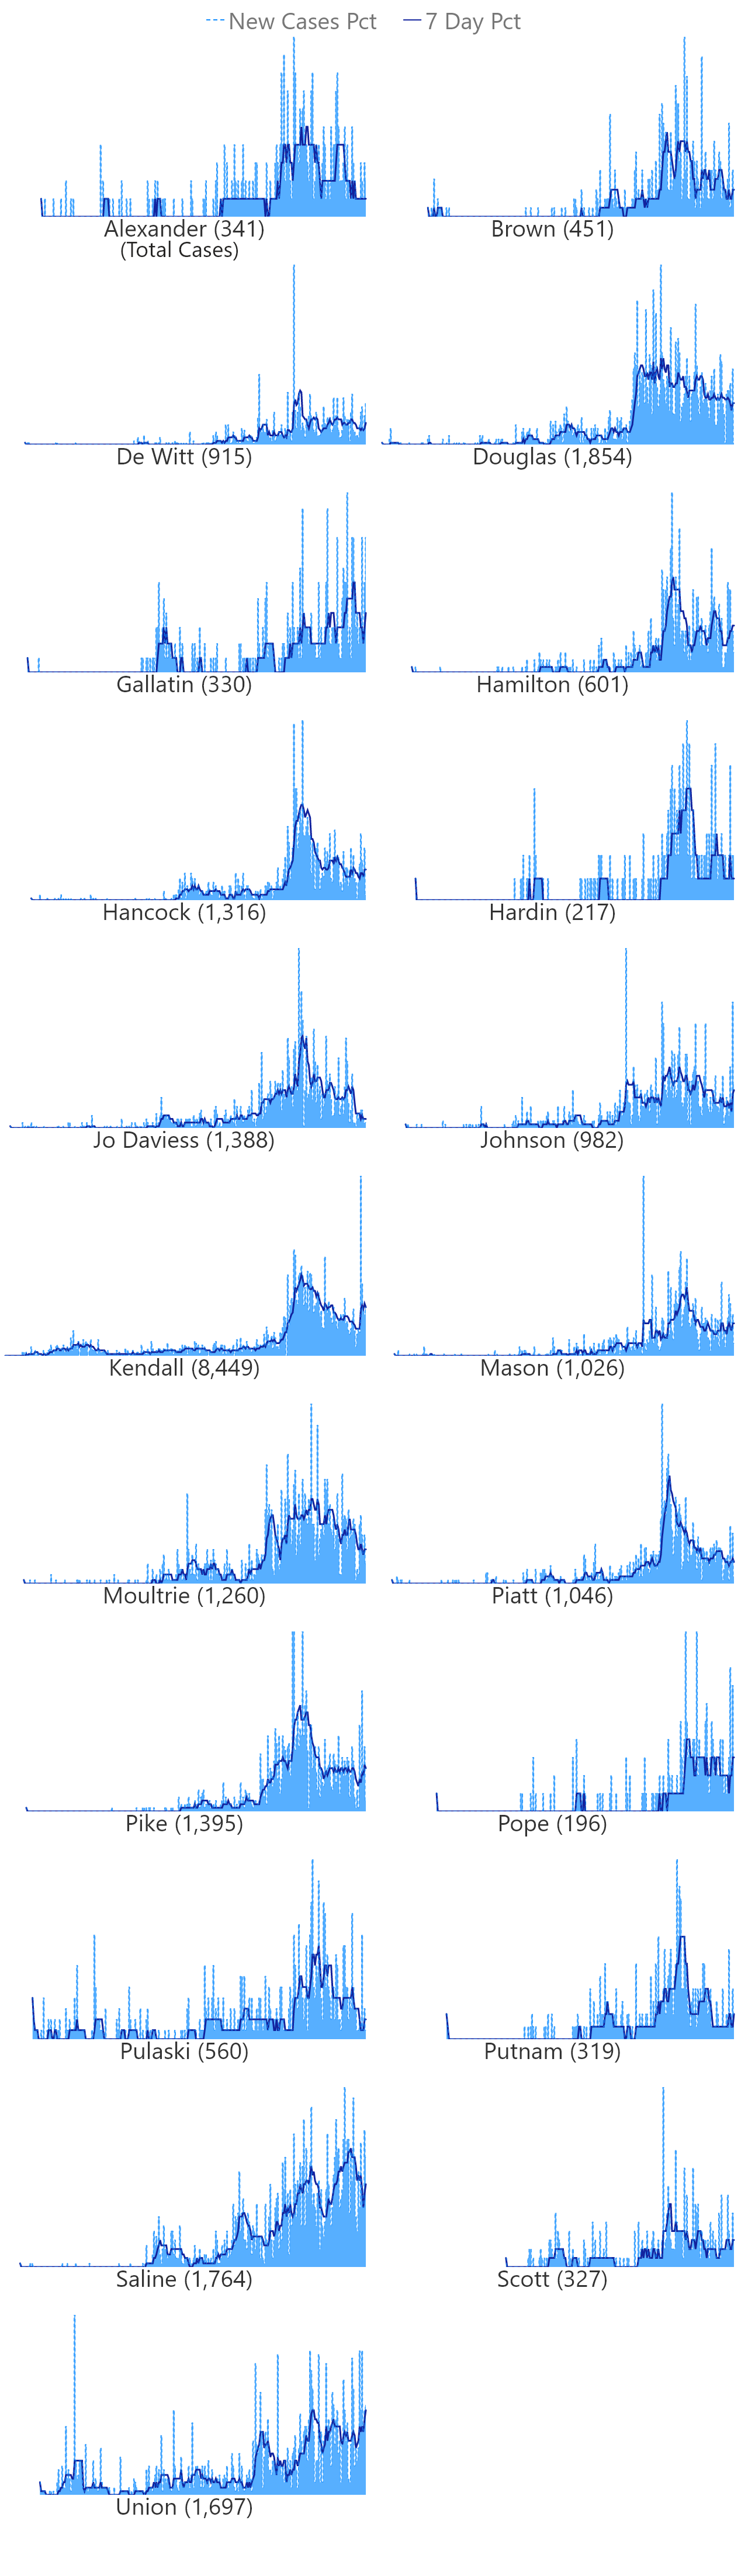 New Cases Pct 7 Day Pct
Alexander (341) Brown (451)
(Total Cases)
De Witt (915) Douglas (1,854)
Gallatin (330) Hamilton (601)
Hancock (1,316) Hardin (217)
Jo Daviess (1,388) Johnson (982)
Kendall (8,449) Mason (1,026)
Moultrie (1,260) Piatt (1,046)
Pike (1,395) Pope (196)
Pulaski (560) Putnam (319)
Saline (1,764) Scott (327)
Union (1,697)